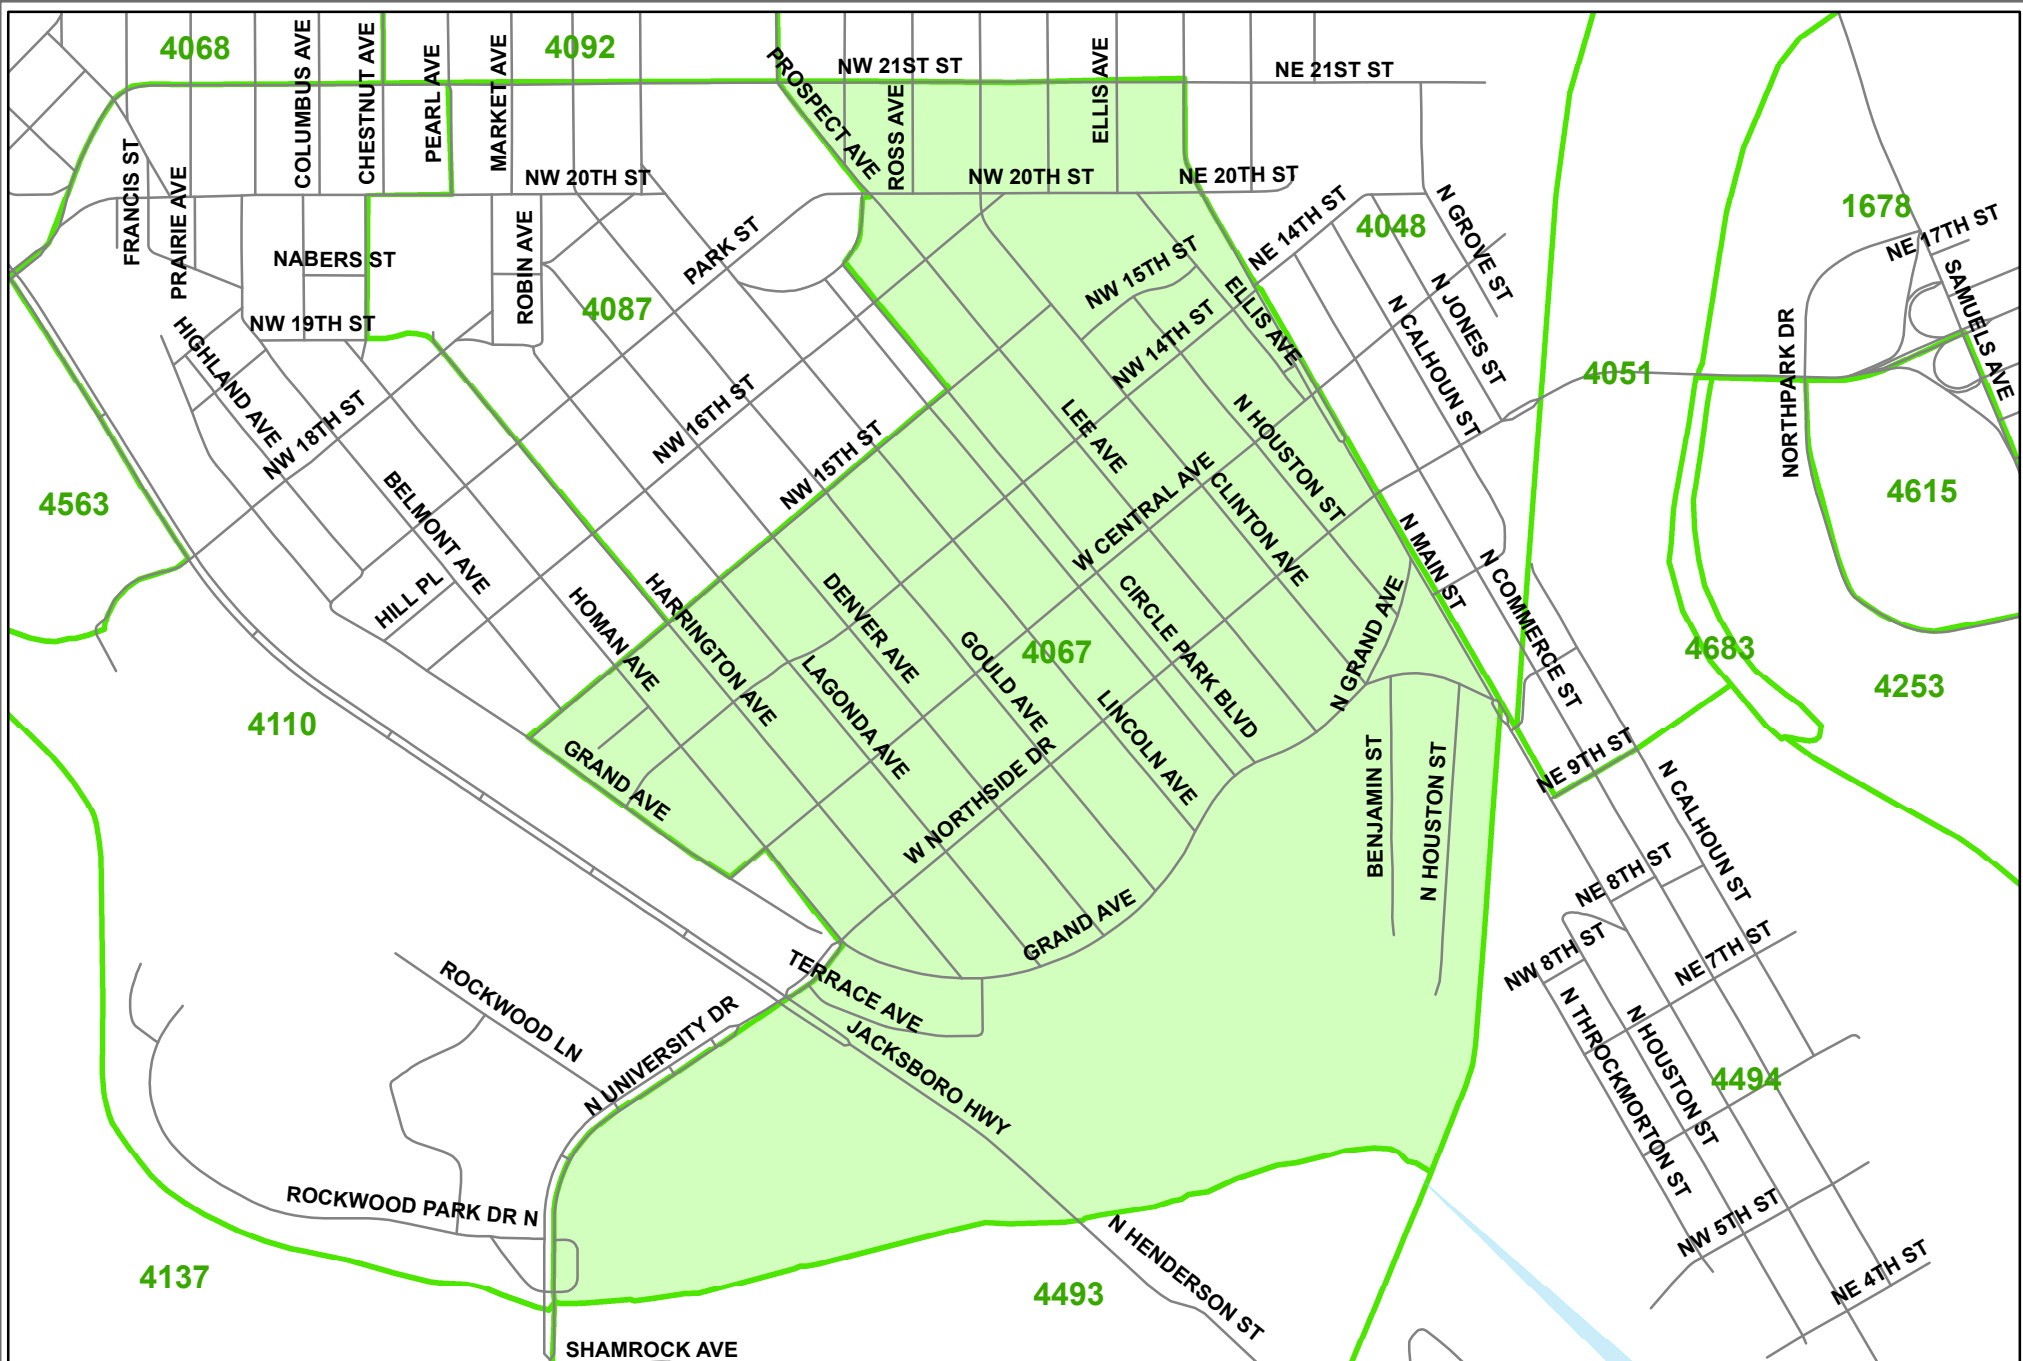 4068
COLUMBUS AVE
CHESTNUT AVE
PEARL AVE
MARKET AVE
4092
PROSPECT AVE
NW 21ST ST
ROSS AVE
ELLIS AVE
NE 21ST ST
FRANCIS ST
PRAIRIE AVE
NW 20TH ST
NW 20TH ST
NE 20TH ST
NE 14TH ST
4048
N GROVE ST
1678
NE 17TH ST
NABERS ST
ROBIN AVE
PARK ST
NW 15TH ST
ELLIS AVE
N JONES ST
SAMUELS AVE
NW 19TH ST
4087
NW 14TH ST
N CALHOUN ST
NORTHPARK DR
4051
HIGHLAND AVE
NW 18TH ST
NW 16TH ST
NW 15TH ST
LEE AVE
N HOUSTON ST
4563
BELMONT AVE
W CENTRAL AVE
CLINTON AVE
N MAIN ST
4615
HILL PL
HOMAN AVE
HARRINGTON AVE
DENVER AVE
GOULD AVE
4067
CIRCLE PARK BLVD
N GRAND AVE
N COMMERCE ST
4683
4253
4110
LAGONDA AVE
LINCOLN AVE
GRAND AVE
W NORTHSIDE DR
BENJAMIN ST
N HOUSTON ST
NE 9TH ST
N CALHOUN ST
NE 8TH ST
GRAND AVE
NW 8TH ST
NE 7TH ST
ROCKWOOD LN
N UNIVERSITY DR
TERRACE AVE
JACKSBORO HWY
N THROCKMORTON ST
N HOUSTON ST
4494
ROCKWOOD PARK DR N
N HENDERSON ST
NW 5TH ST
NE 4TH ST
4137
4493
SHAMROCK AVE